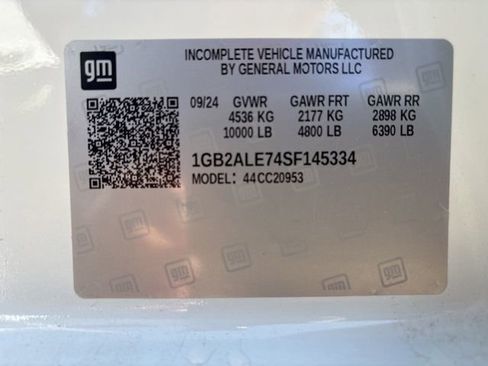 gm
INCOMPLETE VEHICLE MANUFACTURED
BY GENERAL MOTORS LLC
09/24 GVWR GAWR FRT GAWR RR
4536 KG 2177 KG 2898 KG
10000 LB 4800 LB 6390 LB
1GB2ALE74SF145334
MODEL: 44CC20953